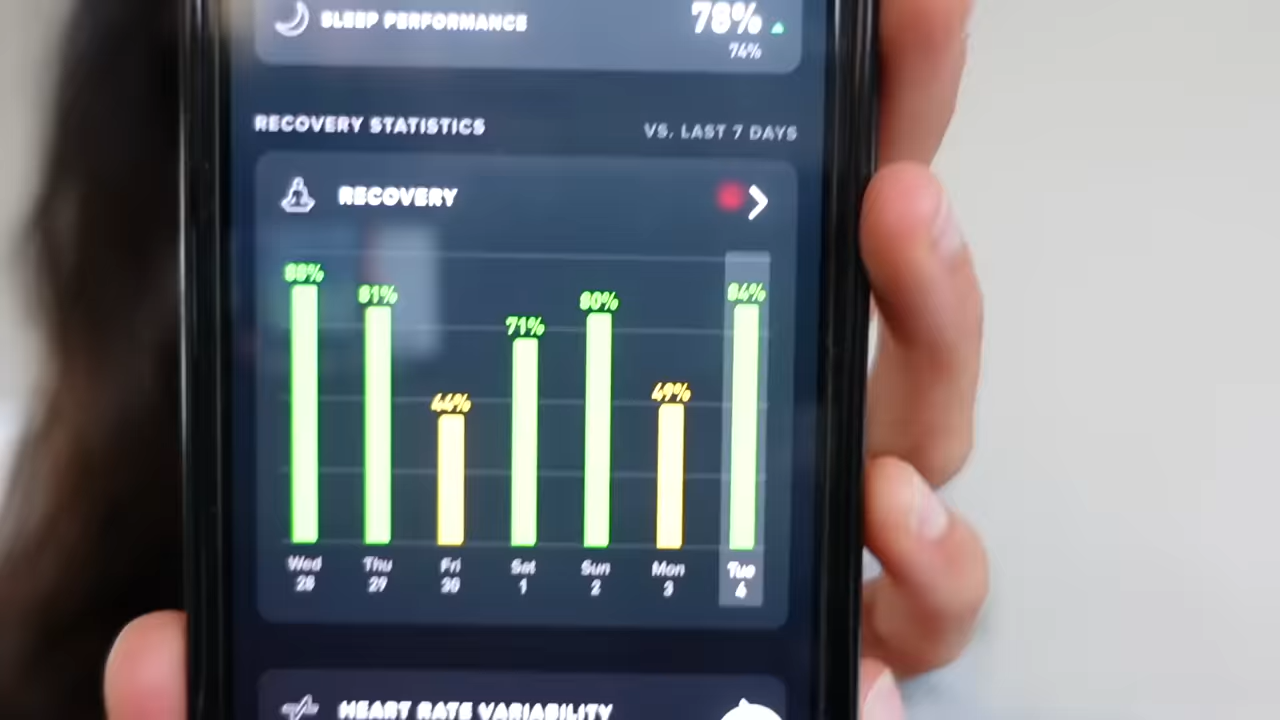 SLEEP PERFORMANCE
78%
74%
RECOVERY STATISTICS
VS. LAST 7 DAYS
RECOVERY
88%
81%
44%
71%
80%
49%
84%
Wed
28
Thu
29
Fri
30
Sat
1
Sun
2
Mon
3
Tue
4
HEART RATE VARIABILITY